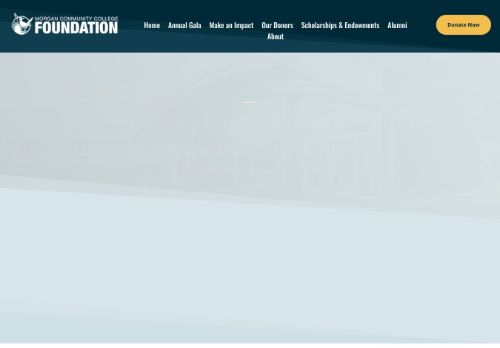 MORGAN COMMUNITY COLLEGE
FOUNDATION
Home Annual Gala Make an Impact Our Donors Scholarships & Endowments Alumni
About
Donate Now